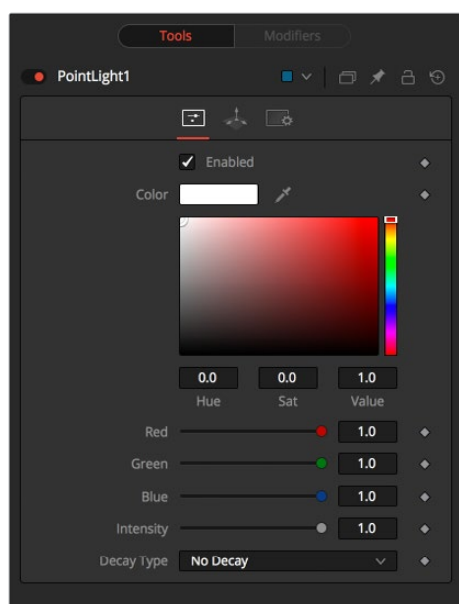 Tools Modifiers
PointLight1
Enabled
Color
0.0 0.0 1.0
Hue Sat Value
Red 1.0
Green 1.0
Blue 1.0
Intensity 1.0
Decay Type No Decay